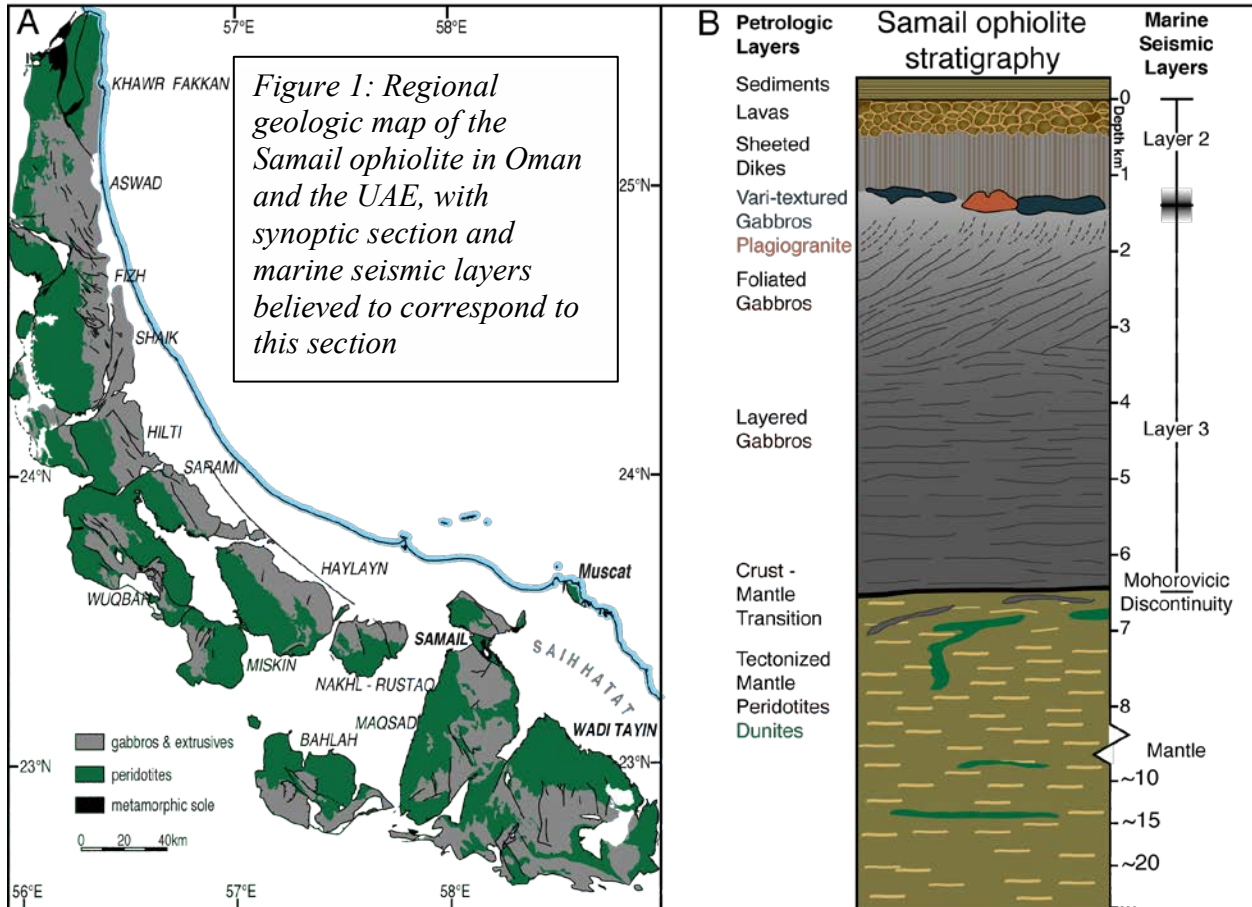 A
57°E
58°E
KHAWR FAKKAN
Figure 1: Regional
geologic map of the
Samail ophiolite in Oman
and the UAE, with
synoptic section and
marine seismic layers
believed to correspond to
this section
25°N
ASWAD
FIZH
SHAIK
HILTI
24°N
SARAMI
24°N
HAYLAYN
Muscat
WUQBAH
SAMAIL
SAIHHATAT
MISKIN
NAKHL - RUSTAQ
MAQSAD
WADI TAYIN
BAHLAH
gabbros & extrusives
23°N
23°N
peridotites
metamorphic sole
0 20 40km
56°E
57°E
58°E
B
Petrologic
Layers
Samail ophiolite
stratigraphy
Marine
Seismic
Layers
Sediments
Lavas
Sheeted
Dikes
Vari-textured
Gabbros
Plagiogranite
Foliated
Gabbros
Layered
Gabbros
Crust -
Mantle
Transition
Tectonized
Mantle
Peridotites
Dunites
Depth km
0
1
2
3
4
5
6
7
8
~10
~15
~20
Layer 2
Layer 3
Mohorovicic
Discontinuity
Mantle